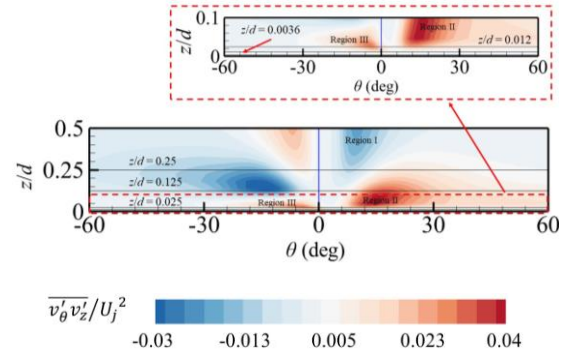 0.1
z/d = 0.0036
Region III
Region II
z/d = 0.012
z/d
0
-60
-30
0
30
60
θ (deg)
0.5
Region I
z/d = 0.25
z/d
0.25
z/d = 0.125
z/d = 0.025
Region III
Region II
0
-60
-30
0
30
60
θ (deg)
v′θ v′z/Uj²
-0.03
-0.013
0.005
0.023
0.04